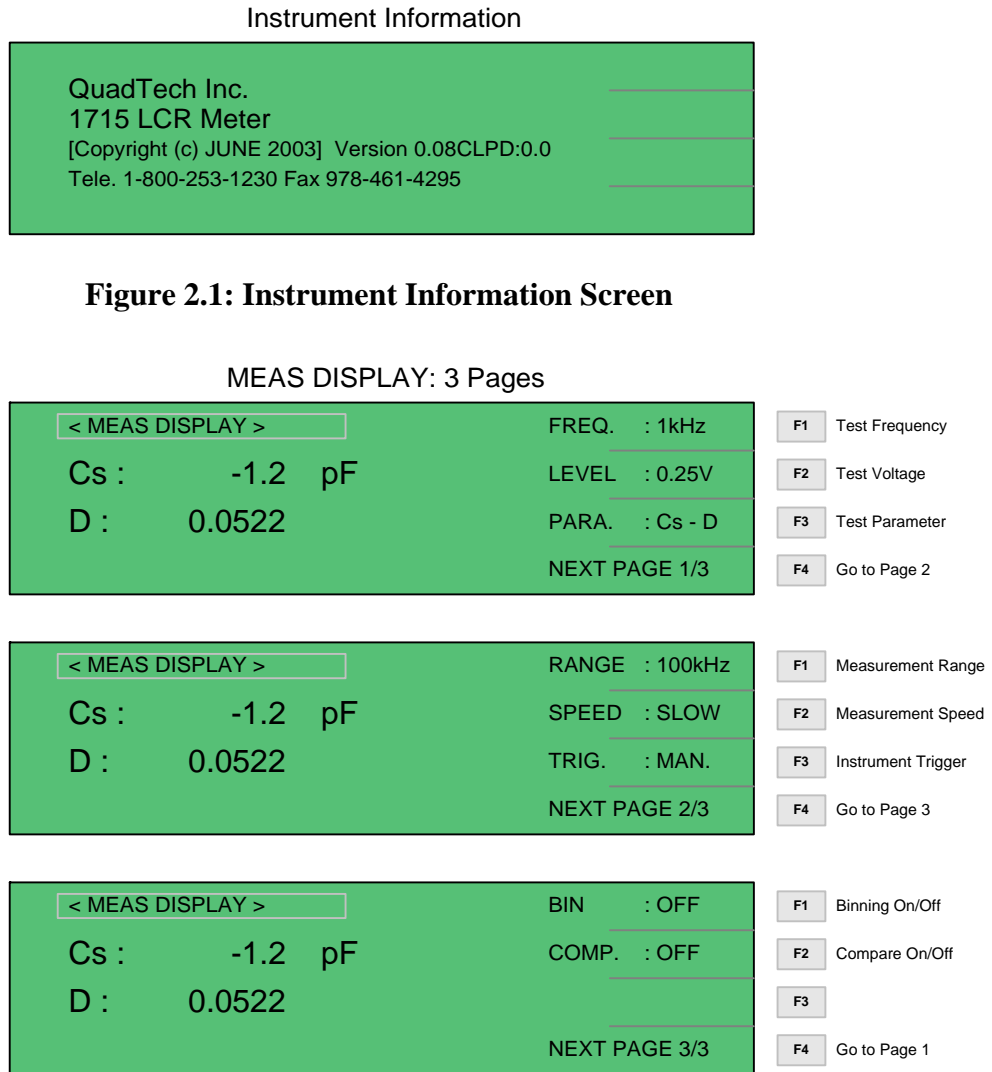 Instrument Information
QuadTech Inc.
1715 LCR Meter
[Copyright (c) JUNE 2003] Version 0.08CLPD:0.0
Tele. 1-800-253-1230 Fax 978-461-4295
Figure 2.1: Instrument Information Screen
MEAS DISPLAY: 3 Pages
< MEAS DISPLAY > FREQ. : 1kHz F1 Test Frequency
Cs : -1.2 pF LEVEL : 0.25V F2 Test Voltage
D : 0.0522 PARA. : Cs - D F3 Test Parameter
NEXT PAGE 1/3 F4 Go to Page 2
< MEAS DISPLAY > RANGE : 100kHz F1 Measurement Range
Cs : -1.2 pF SPEED : SLOW F2 Measurement Speed
D : 0.0522 TRIG. : MAN. F3 Instrument Trigger
NEXT PAGE 2/3 F4 Go to Page 3
< MEAS DISPLAY > BIN : OFF F1 Binning On/Off
Cs : -1.2 pF COMP. : OFF F2 Compare On/Off
D : 0.0522 F3
NEXT PAGE 3/3 F4 Go to Page 1